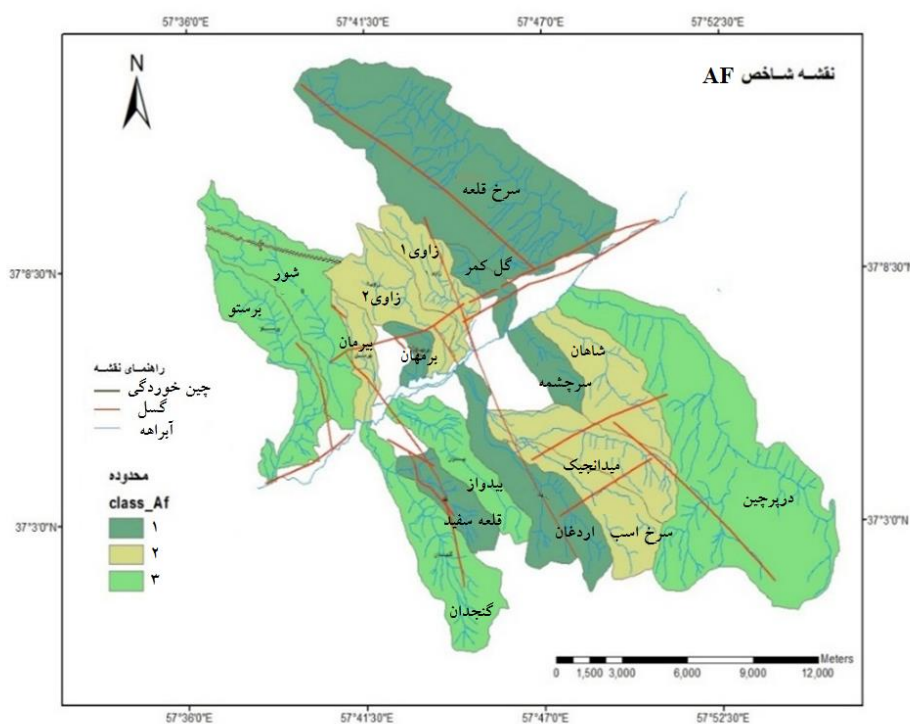 57°36'0"E 57°41'30"E 57°47'0"E 57°52'30"E
نقشه شاخص AF
N
سرخ قلعه
زاوی۱
گل کمر
37°8'30"N 37°8'30"N
شور
زاوی۲
برستو
بیرمان
برمهان
شاهان
سرچشمه
راهنمای نقشه
چین خوردگی
گسل
آبراهه
میدانجیک
محدوده
class_Af
۱
۲
۳
بیدواز
درپرچین
قلعه سفید
اردغان
سرخ اسب
37°3'0"N 37°3'0"N
گنجدان
Meters
0 1,500 3,000 6,000 9,000 12,000
57°36'0"E 57°41'30"E 57°47'0"E 57°52'30"E